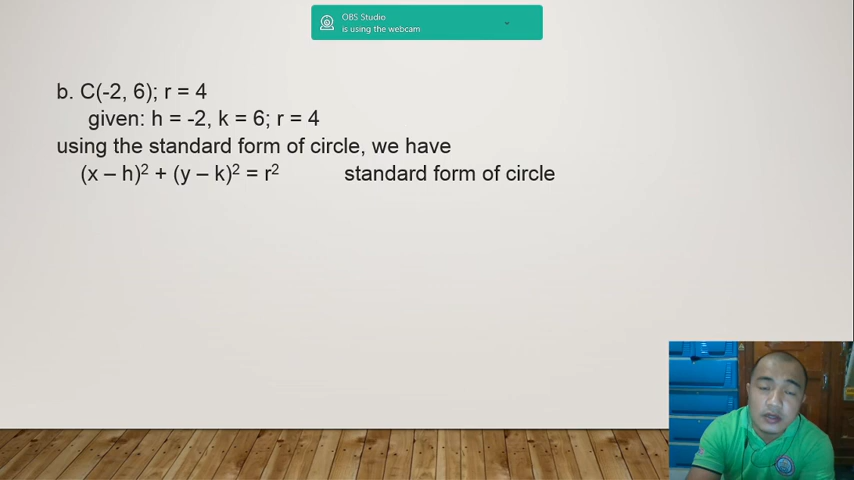 OBS Studio
is using the webcam
b. C(-2, 6); r = 4
given: h = -2, k = 6; r = 4
using the standard form of circle, we have
(x – h)² + (y – k)² = r² standard form of circle